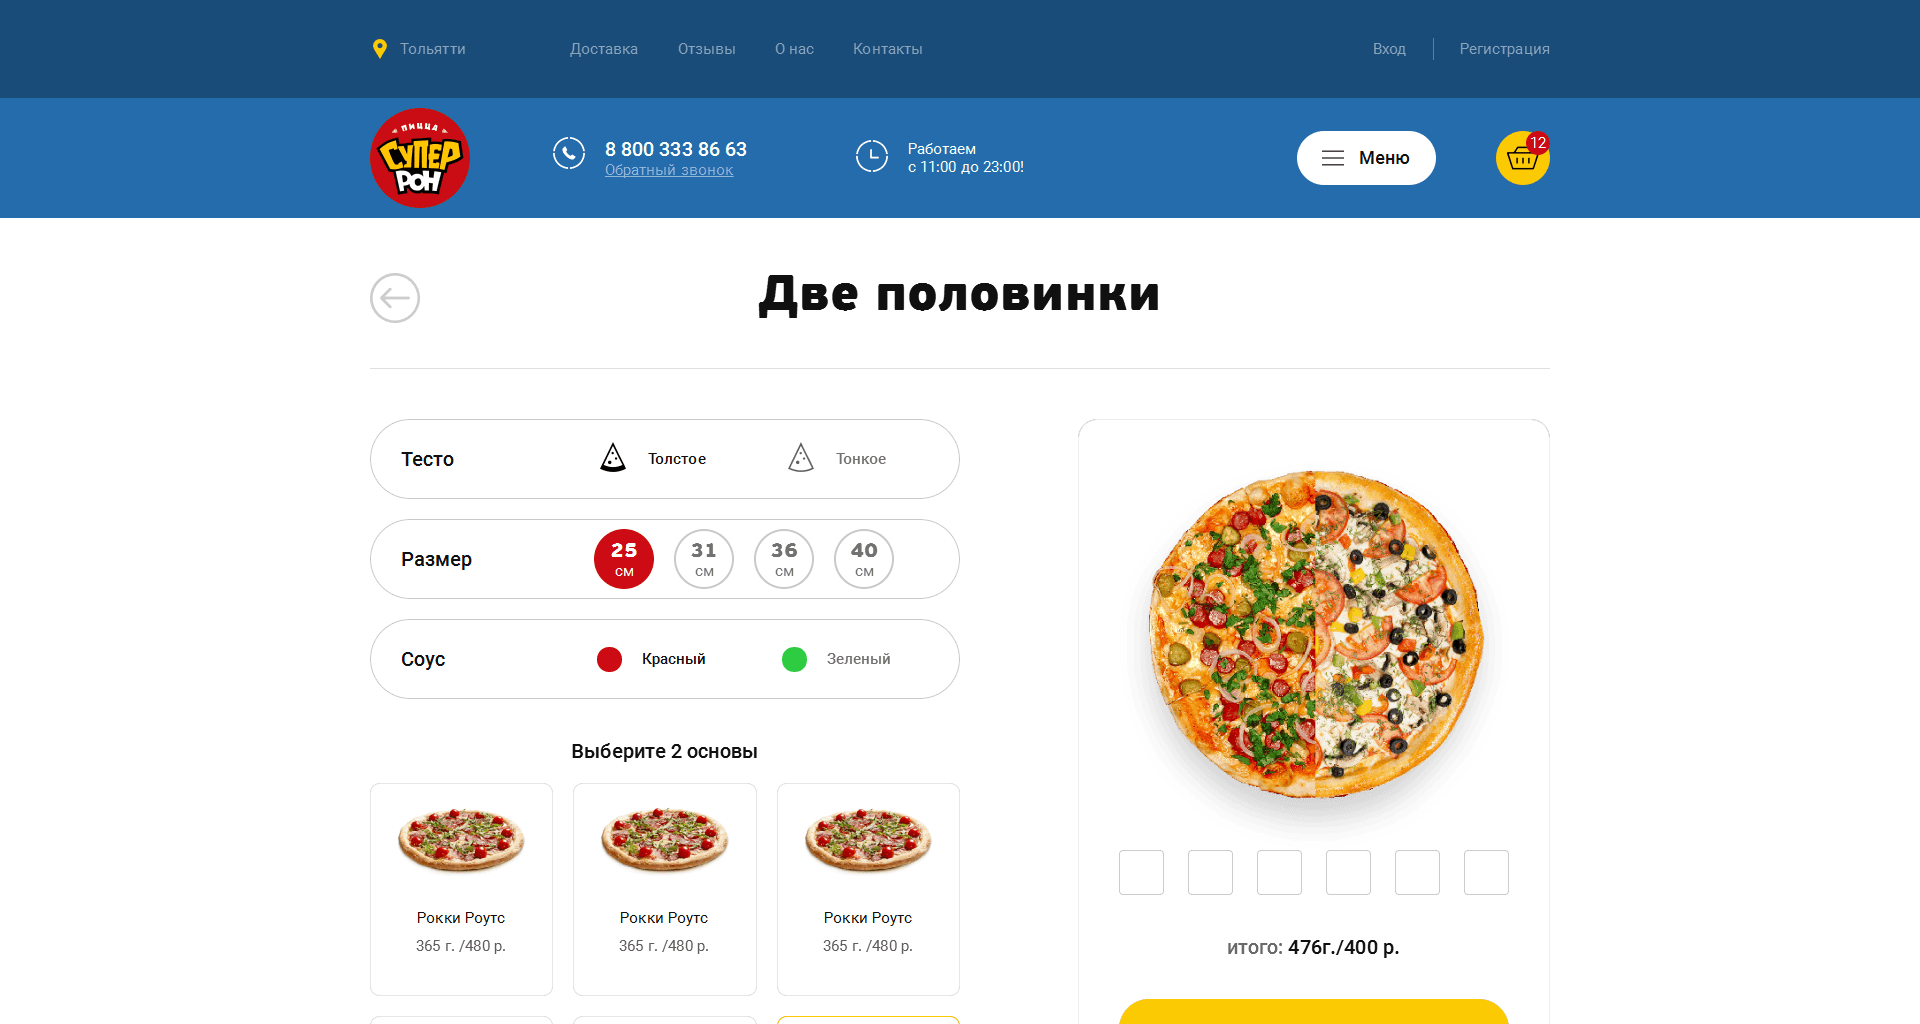 Тольятти
Доставка
Отзывы
О нас
Контакты
Вход
Регистрация
ПИЦЦА
СУПЕР
РОН
8 800 333 86 63
Обратный звонок
Работаем
с 11:00 до 23:00!
Меню
12
Две половинки
Тесто
Толстое
Тонкое
Размер
25
см
31
см
36
см
40
см
Соус
Красный
Зеленый
Выберите 2 основы
Рокки Роутс
365 г. /480 р.
Рокки Роутс
365 г. /480 р.
Рокки Роутс
365 г. /480 р.
итого: 476г./400 р.